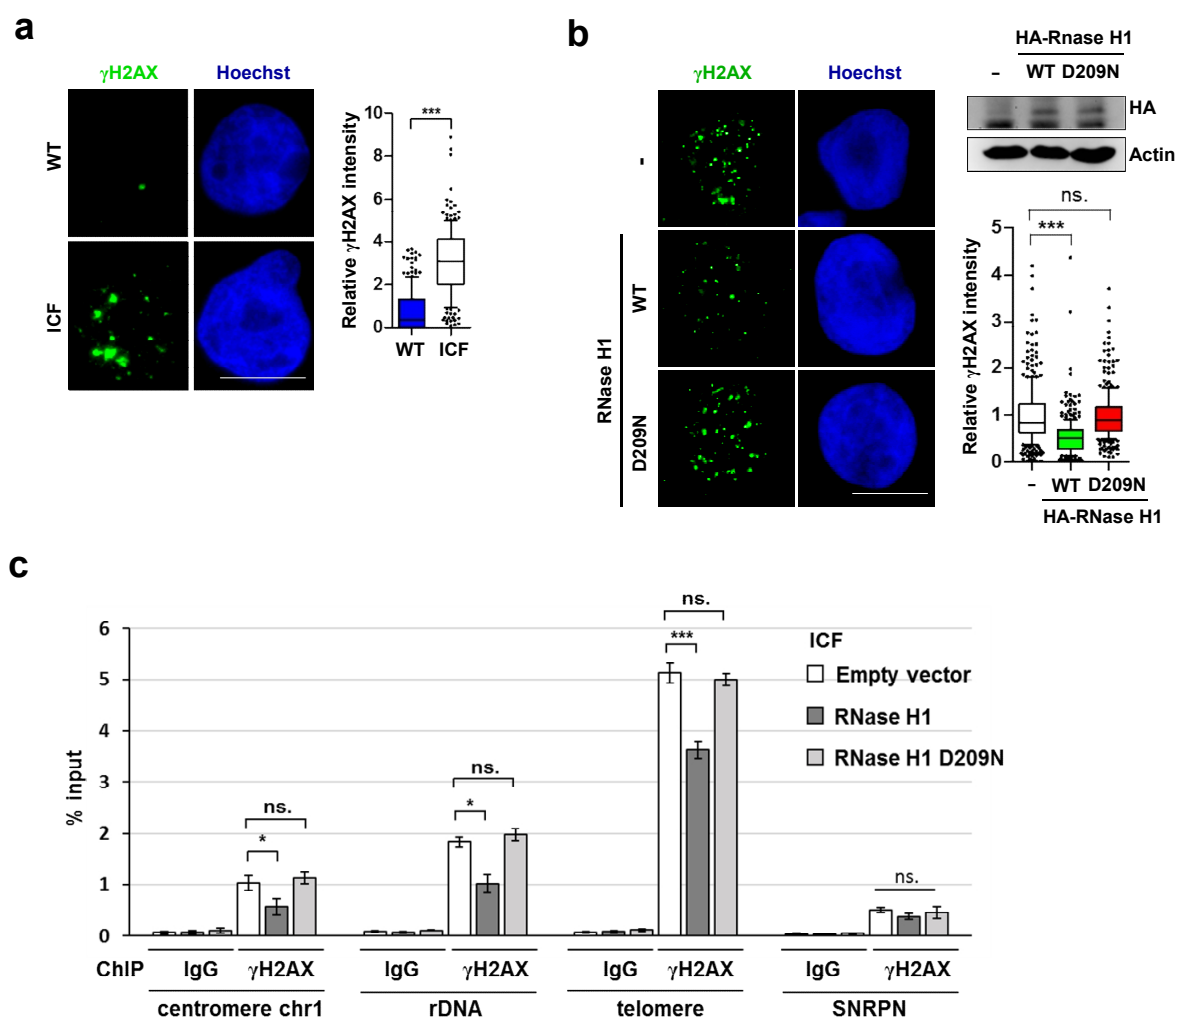 a
γH2AX
Hoechst
WT
ICF
Relative γH2AX intensity
10
8
6
4
2
0
***
WT
ICF
b
γH2AX
Hoechst
-
WT
D209N
RNase H1
HA-Rnase H1
– WT D209N
HA
Actin
Relative γH2AX intensity
5
4
3
2
1
0
ns.
***
– WT D209N
HA-RNase H1
c
% input
6
5
4
3
2
1
0
ns.
*
ns.
*
ns.
***
ns.
ICF
Empty vector
RNase H1
RNase H1 D209N
ChIP IgG γH2AX IgG γH2AX IgG γH2AX IgG γH2AX
centromere chr1 rDNA telomere SNRPN